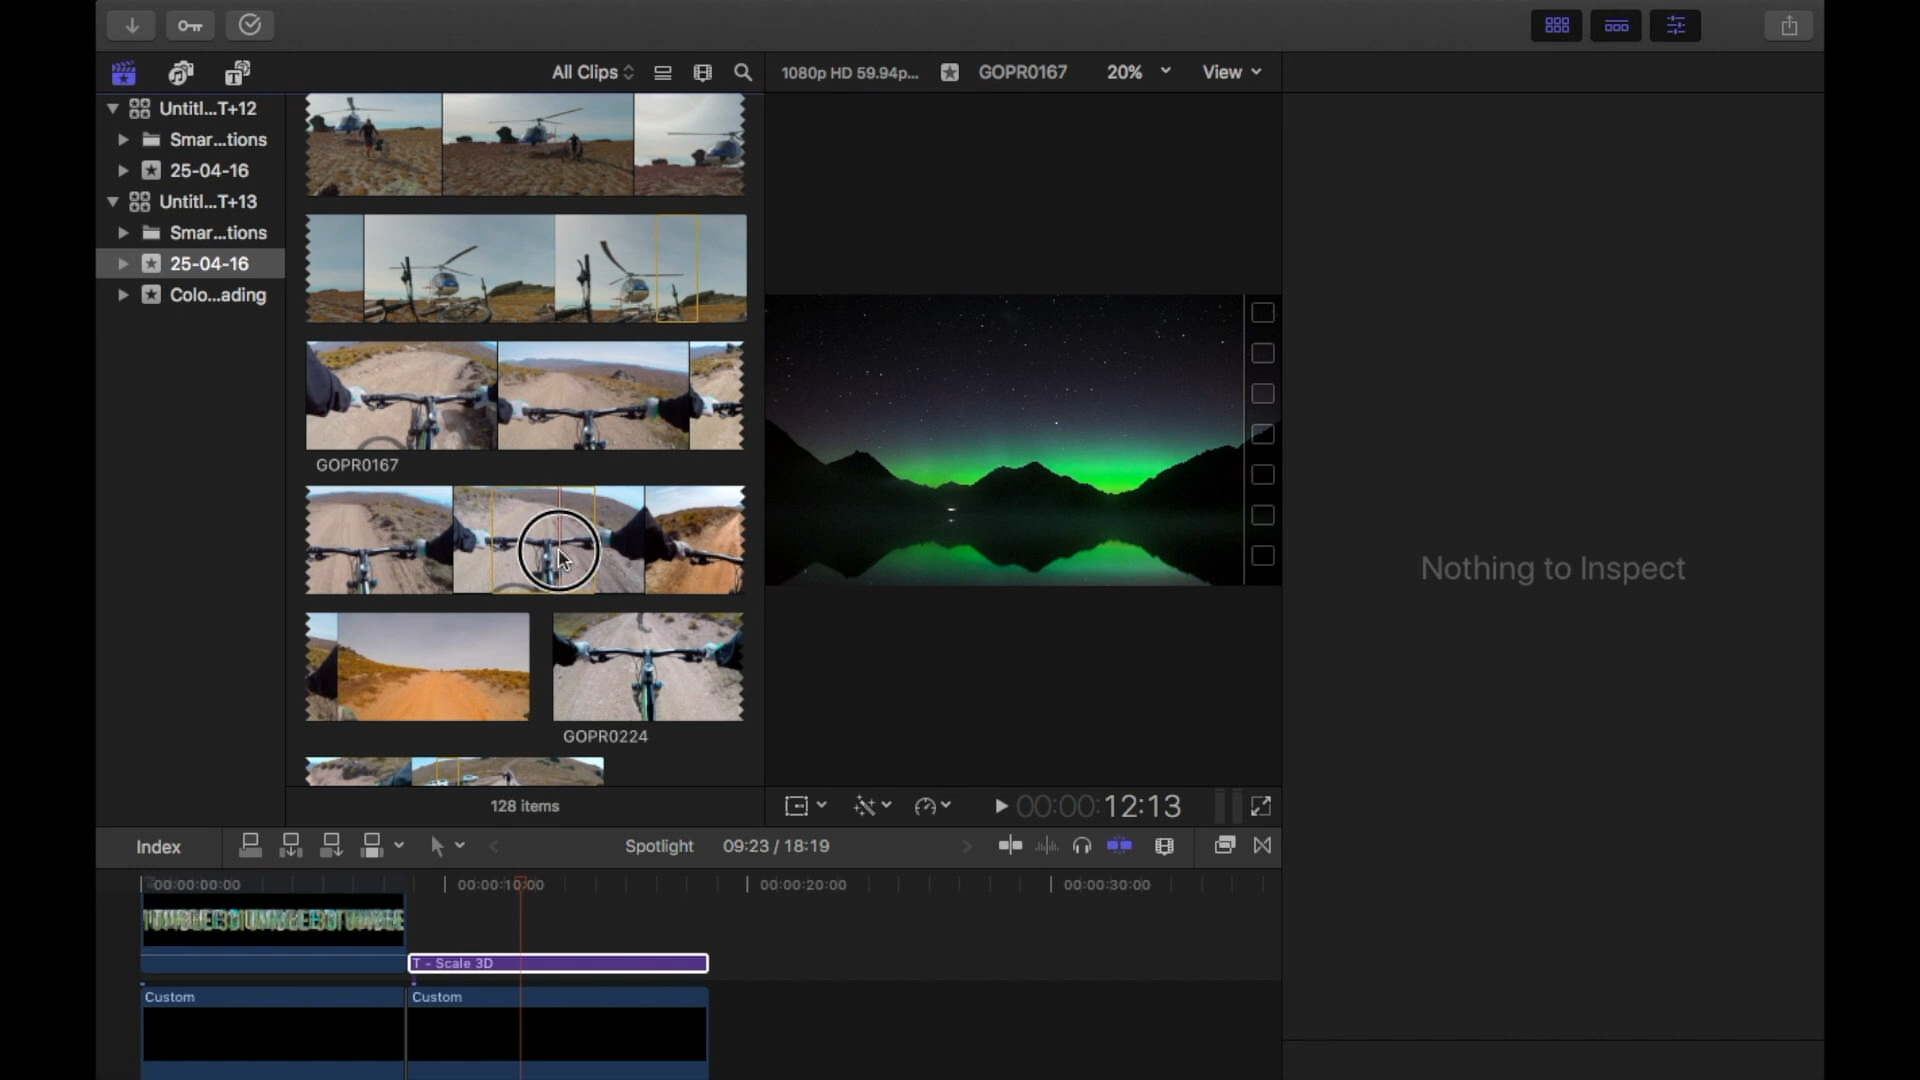 All Clips
1080p HD 59.94p...
GOPR0167
20%
View
Untitl...T+12
Smar...tions
25-04-16
Untitl...T+13
Smar...tions
25-04-16
Colo...ading
GOPR0167
GOPR0224
128 items
Nothing to Inspect
00:00:12:13
Index
Spotlight
09:23 / 18:19
00:00:00:00
00:00:10:00
00:00:20:00
00:00:30:00
T - Scale 3D
Custom
Custom